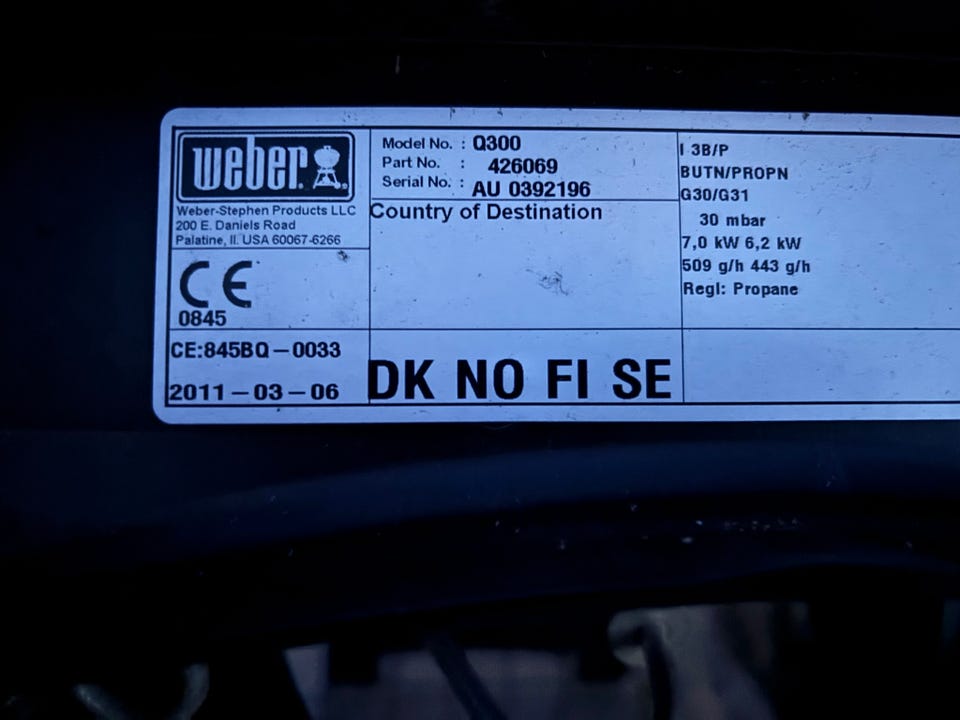 weber
Weber-Stephen Products LLC
200 E. Daniels Road
Palatine, Il. USA 60067-6266
CE
0845
CE:845BQ-0033
2011-03-06
Model No. : Q300
Part No. : 426069
Serial No. : AU 0392196
Country of Destination
DK NO FI SE
I 3B/P
BUTN/PROPN
G30/G31
30 mbar
7,0 kW 6,2 kW
509 g/h 443 g/h
Regl: Propane